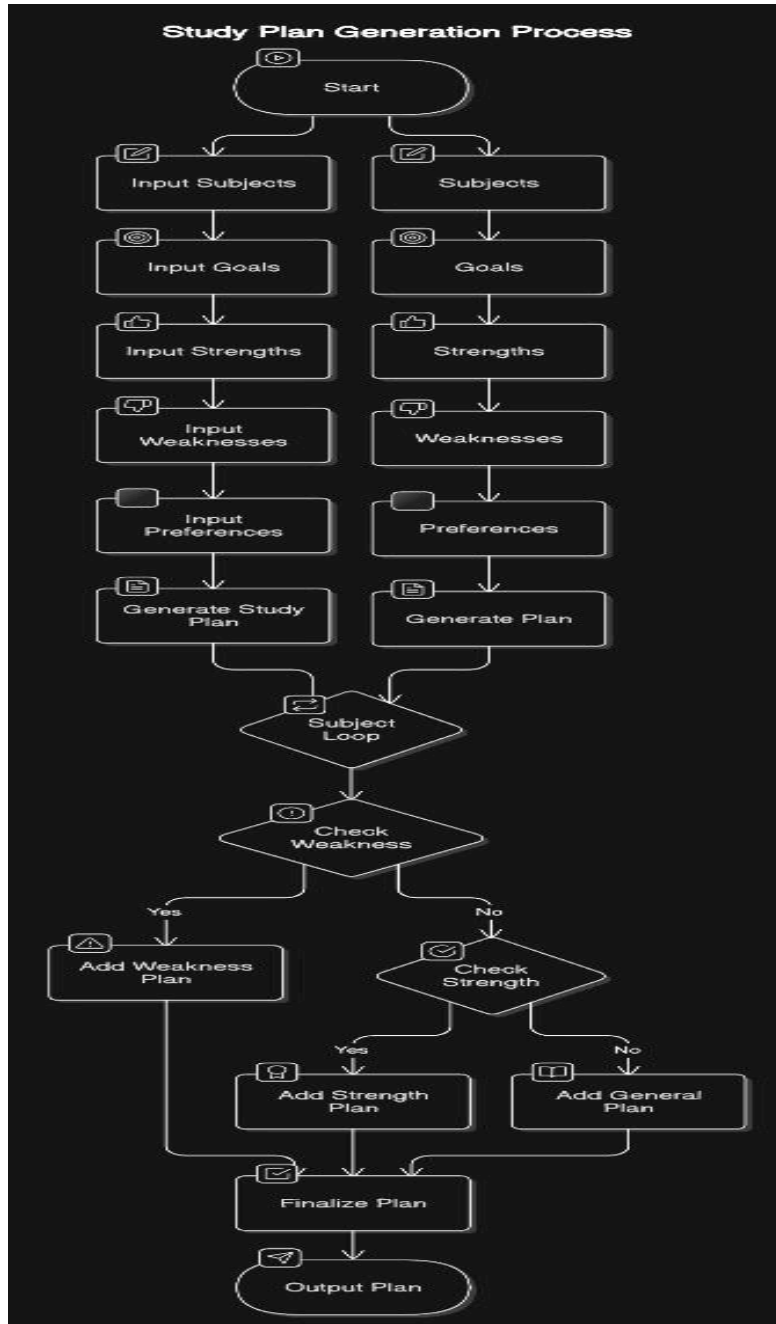 Study Plan Generation Process
Start
Input Subjects
Subjects
Input Goals
Goals
Input Strengths
Strengths
Input
Weaknesses
Weaknesses
Input
Preferences
Preferences
Generate Study
Plan
Generate Plan
Subject
Loop
Check
Weakness
Yes
No
Add Weakness
Plan
Check
Strength
Yes
No
Add Strength
Plan
Add General
Plan
Finalize Plan
Output Plan